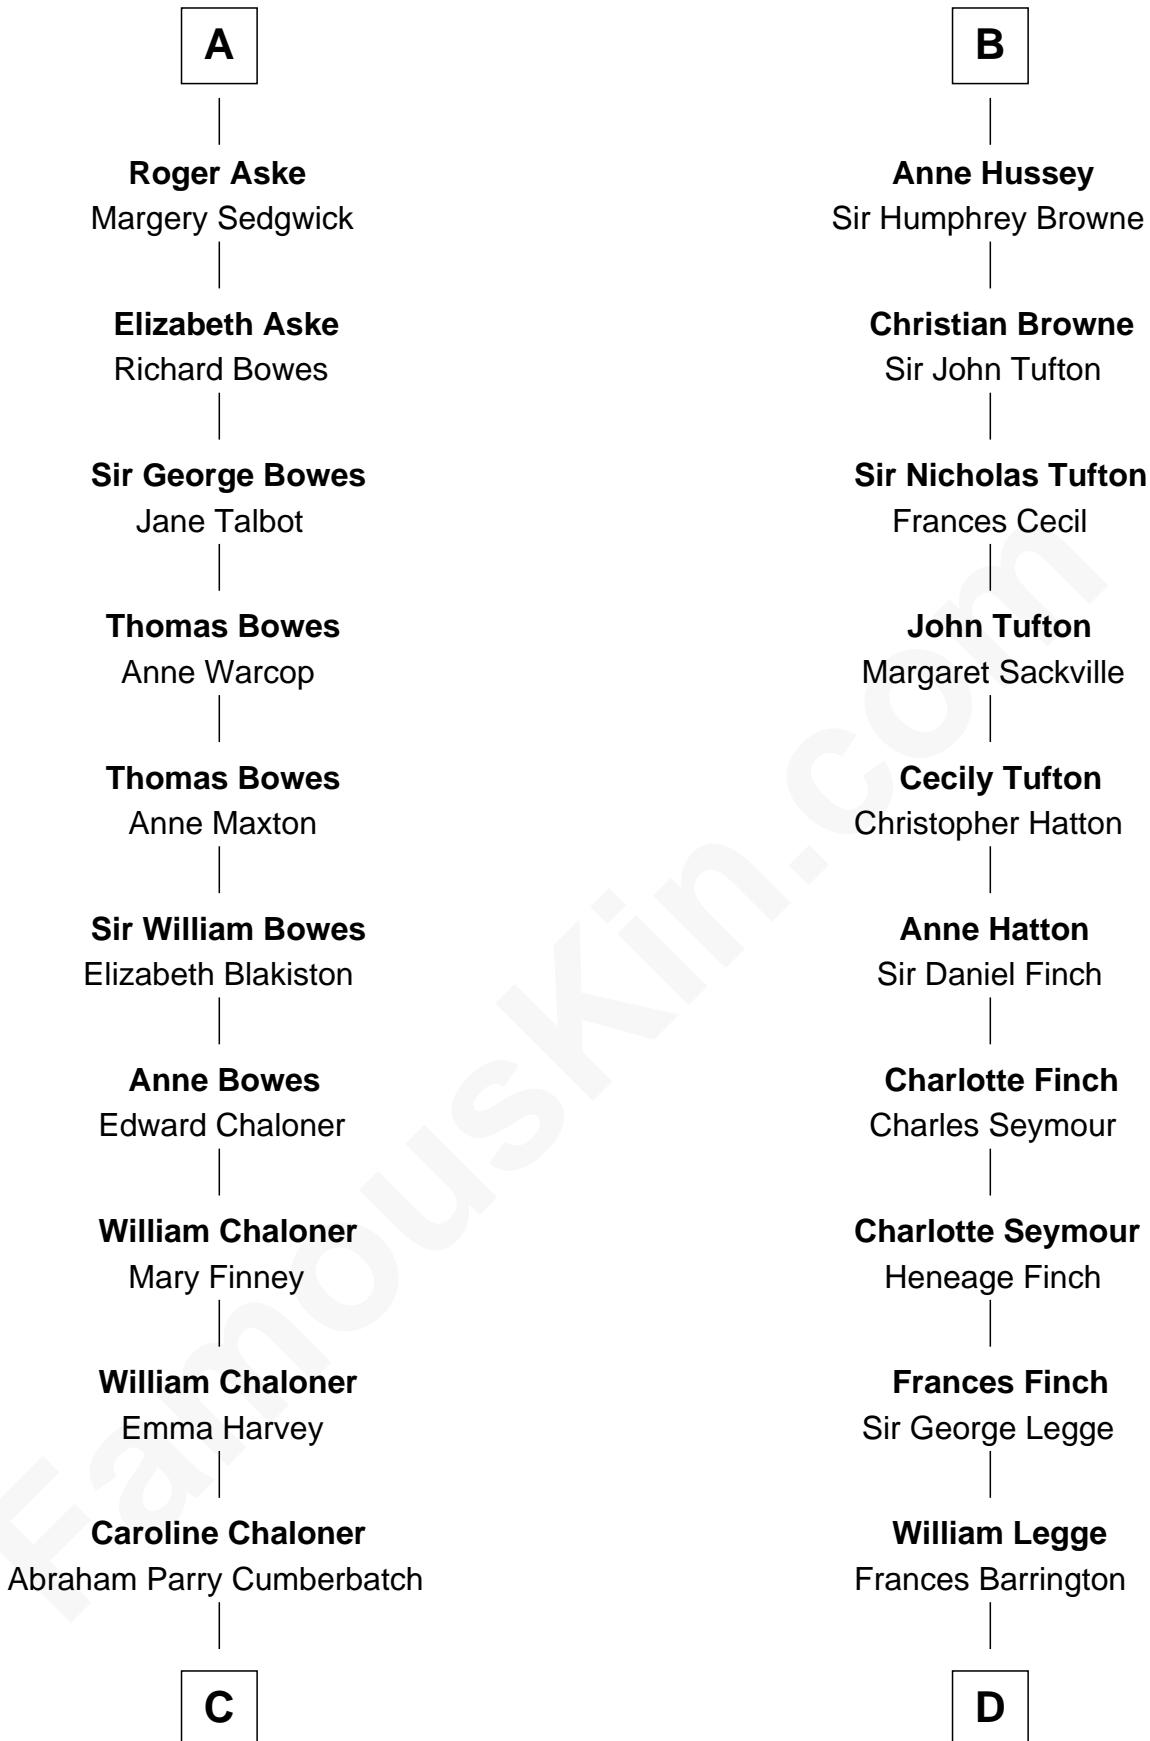 A
Roger Aske
Margery Sedgwick
Elizabeth Aske
Richard Bowes
Sir George Bowes
Jane Talbot
Thomas Bowes
Anne Warcop
Thomas Bowes
Anne Maxton
Sir William Bowes
Elizabeth Blakiston
Anne Bowes
Edward Chaloner
William Chaloner
Mary Finney
William Chaloner
Emma Harvey
Caroline Chaloner
Abraham Parry Cumberbatch
C
B
Anne Hussey
Sir Humphrey Browne
Christian Browne
Sir John Tufton
Sir Nicholas Tufton
Frances Cecil
John Tufton
Margaret Sackville
Cecily Tufton
Christopher Hatton
Anne Hatton
Sir Daniel Finch
Charlotte Finch
Charles Seymour
Charlotte Seymour
Heneage Finch
Frances Finch
Sir George Legge
William Legge
Frances Barrington
D
FamousKin.com